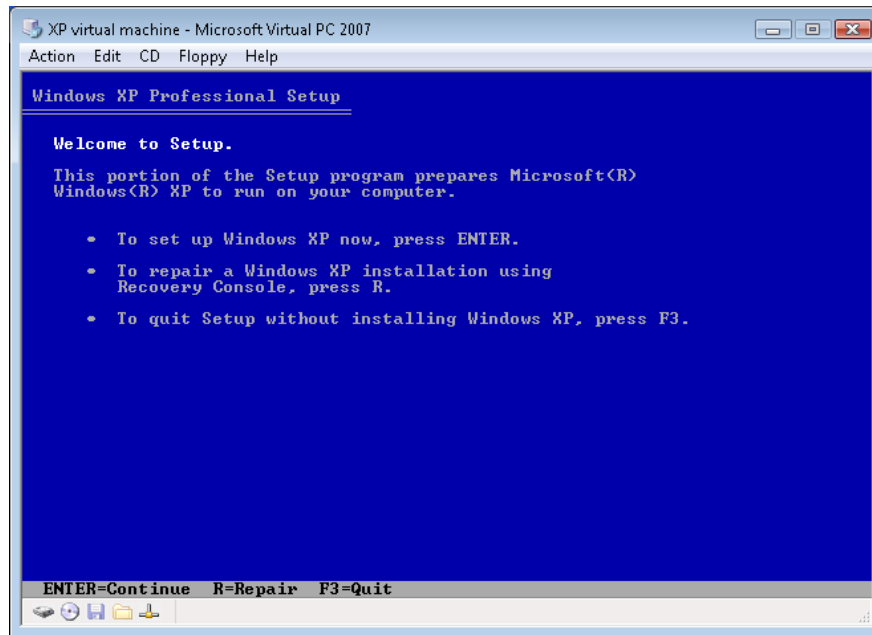 XP virtual machine - Microsoft Virtual PC 2007
Action Edit CD Floppy Help
Windows XP Professional Setup
Welcome to Setup.
This portion of the Setup program prepares Microsoft(R)
Windows(R) XP to run on your computer.
• To set up Windows XP now, press ENTER.
• To repair a Windows XP installation using
Recovery Console, press R.
• To quit Setup without installing Windows XP, press F3.
ENTER=Continue R=Repair F3=Quit